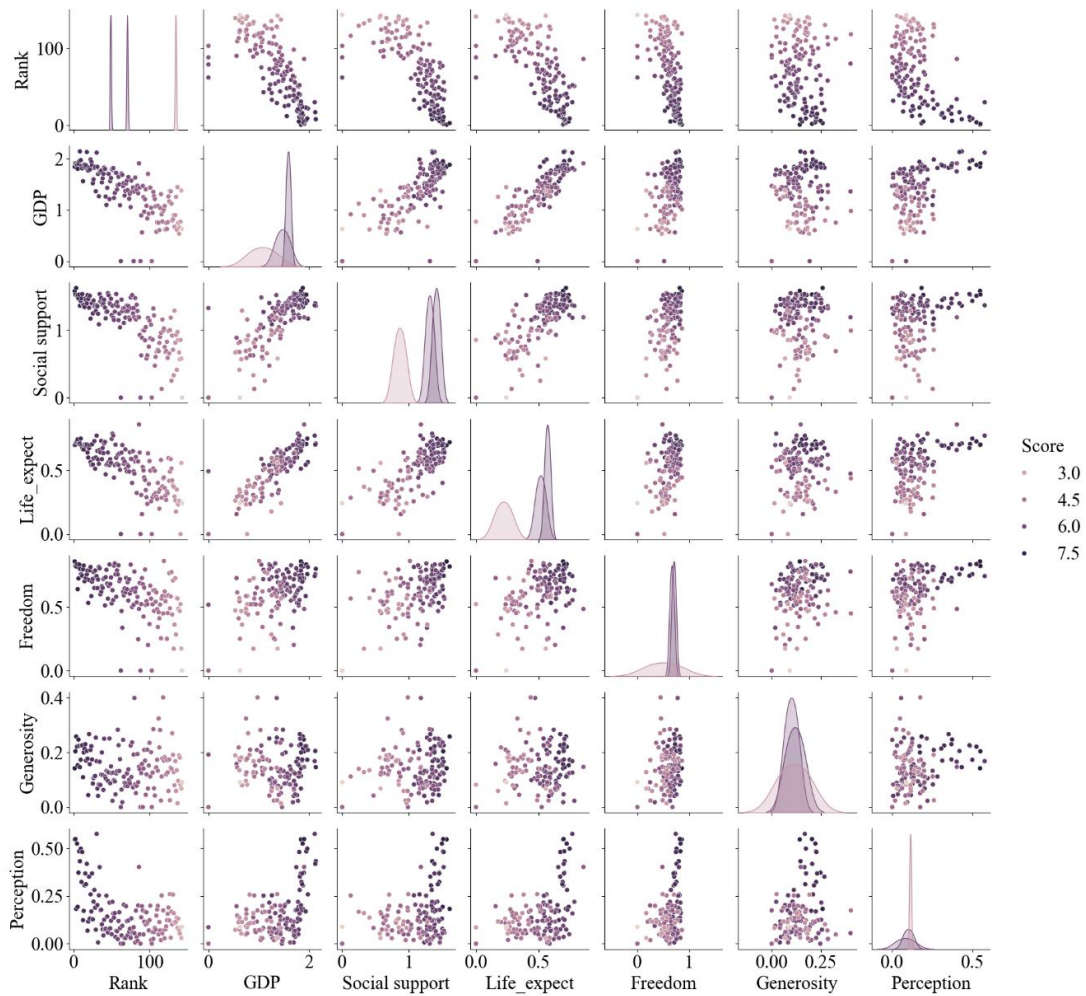 Rank
100
0
GDP
2
1
0
Social support
1
0
Life_expect
0.5
0.0
Freedom
0.5
0.0
Generosity
0.4
0.2
0.0
Perception
0.50
0.25
0.00
0 100 0 2 0 1 0.0 0.5 0 1 0.00 0.25 0.0 0.5
Rank GDP Social support Life_expect Freedom Generosity Perception
Score
3.0
4.5
6.0
7.5